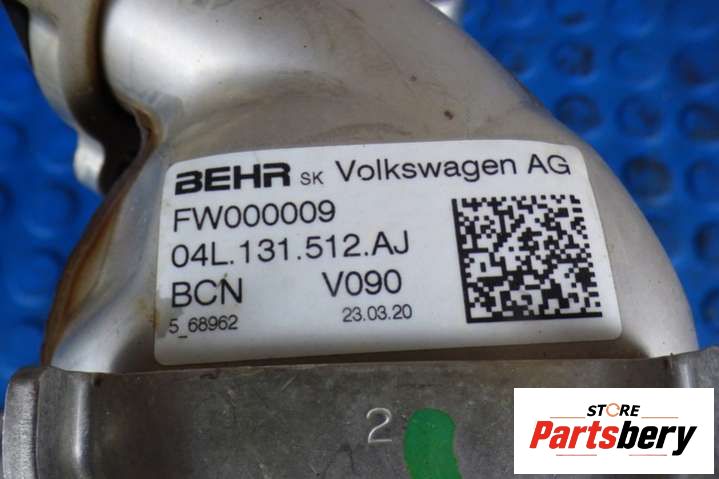 BEHR SK Volkswagen AG
FW000009
04L.131.512.AJ
BCN V090
5_68962 23.03.20
2
STORE
Partsbery